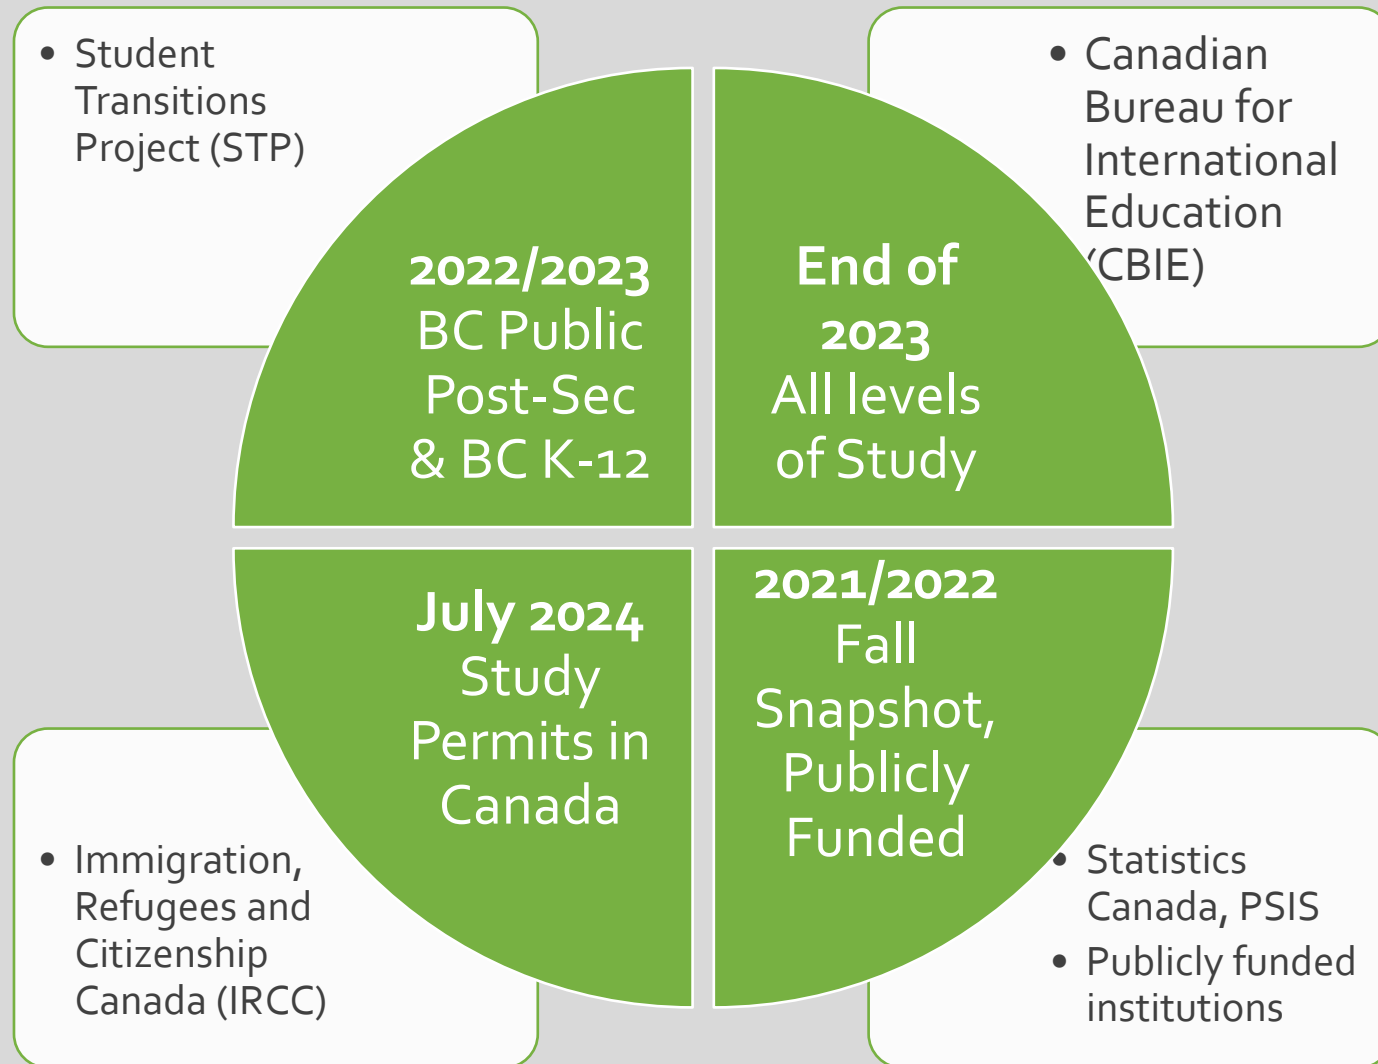 • Student
Transitions
Project (STP)
• Canadian
Bureau for
International
Education
(CBIE)
2022/2023
BC Public
Post-Sec
& BC K-12
End of
2023
All levels
of Study
July 2024
Study
Permits in
Canada
2021/2022
Fall
Snapshot,
Publicly
Funded
• Immigration,
Refugees and
Citizenship
Canada (IRCC)
• Statistics
Canada, PSIS
• Publicly funded
institutions